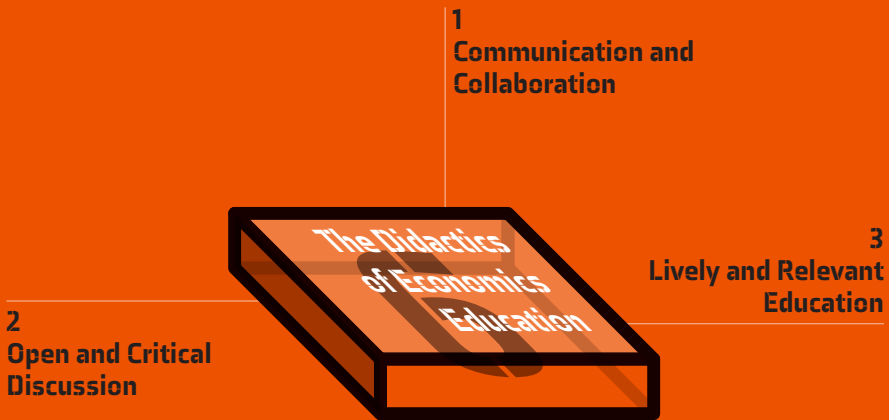 1
Communication and
Collaboration
The Didactics
of Economics
Education
6
3
Lively and Relevant
Education
2
Open and Critical
Discussion